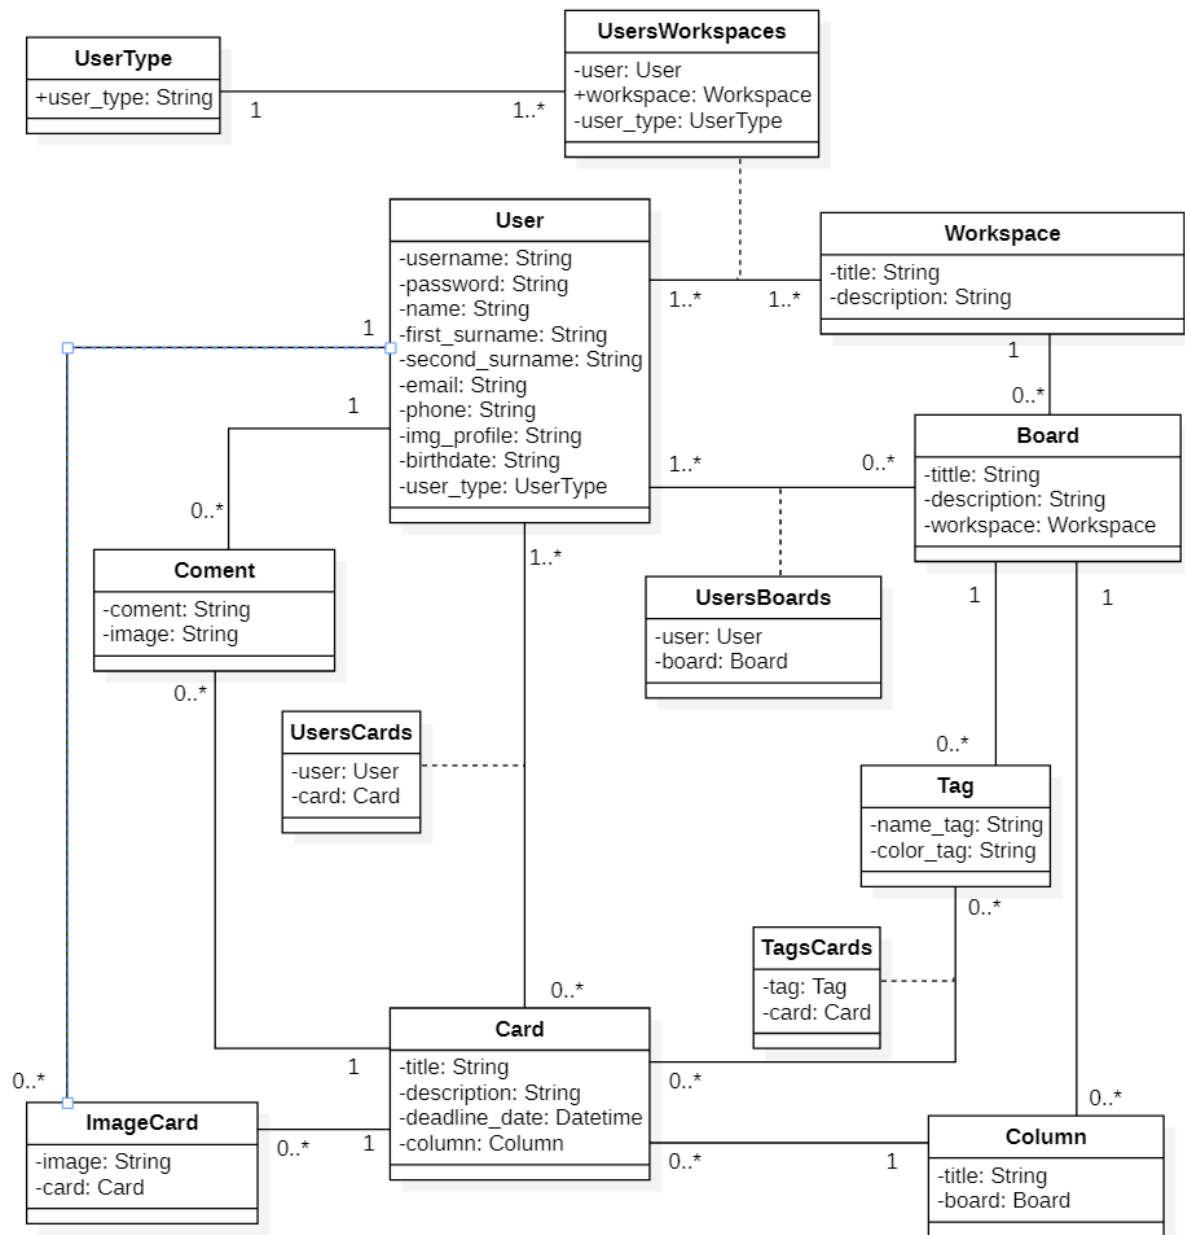 UserType
+user_type: String
1
1..*
UsersWorkspaces
-user: User
+workspace: Workspace
-user_type: UserType
User
-username: String
-password: String
-name: String
-first_surname: String
-second_surname: String
-email: String
-phone: String
-img_profile: String
-birthdate: String
-user_type: UserType
1..*
1..*
Workspace
-title: String
-description: String
1
0..*
1
1
0..*
1..*
0..*
Board
-tittle: String
-description: String
-workspace: Workspace
1
1
Coment
-coment: String
-image: String
0..*
1..*
UsersBoards
-user: User
-board: Board
UsersCards
-user: User
-card: Card
0..*
Tag
-name_tag: String
-color_tag: String
0..*
TagsCards
-tag: Tag
-card: Card
0..*
Card
-title: String
-description: String
-deadline_date: Datetime
-column: Column
1
0..*
0..*
ImageCard
-image: String
-card: Card
0..*
1
0..*
1
0..*
Column
-title: String
-board: Board